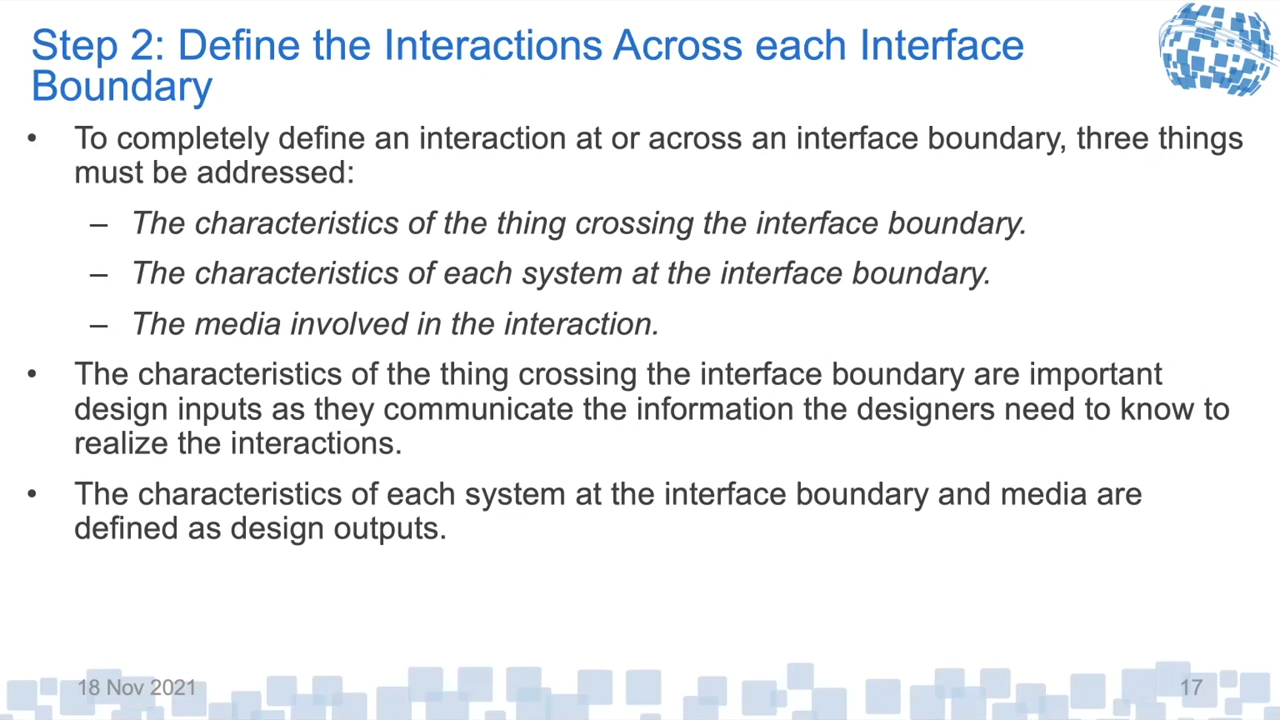 Step 2: Define the Interactions Across each Interface
Boundary
• To completely define an interaction at or across an interface boundary, three things
must be addressed:
– The characteristics of the thing crossing the interface boundary.
– The characteristics of each system at the interface boundary.
– The media involved in the interaction.
• The characteristics of the thing crossing the interface boundary are important
design inputs as they communicate the information the designers need to know to
realize the interactions.
• The characteristics of each system at the interface boundary and media are
defined as design outputs.
18 Nov 2021
17